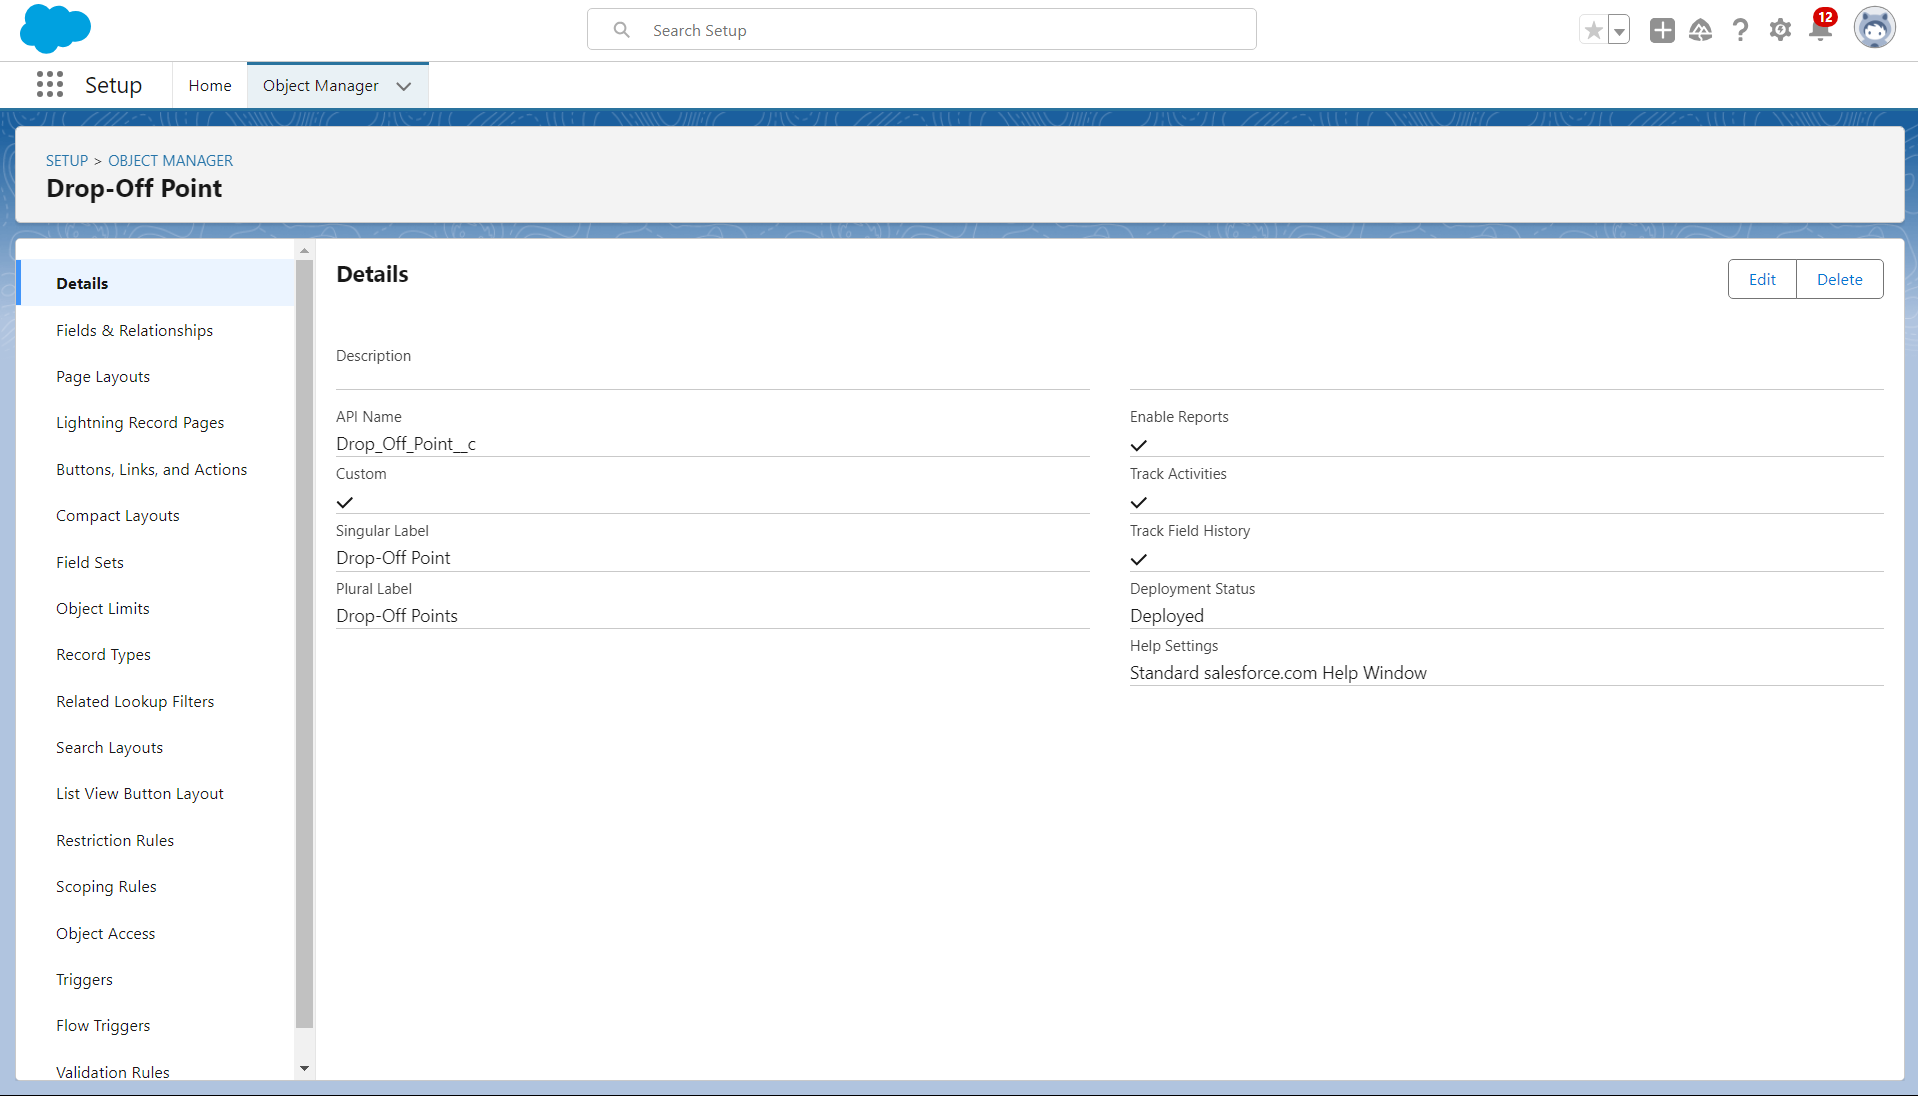 Search Setup
12
Setup
Home
Object Manager
SETUP > OBJECT MANAGER
Drop-Off Point
Details
Fields & Relationships
Page Layouts
Lightning Record Pages
Buttons, Links, and Actions
Compact Layouts
Field Sets
Object Limits
Record Types
Related Lookup Filters
Search Layouts
List View Button Layout
Restriction Rules
Scoping Rules
Object Access
Triggers
Flow Triggers
Validation Rules
Details
Edit
Delete
Description
API Name
Drop_Off_Point__c
Custom
Singular Label
Drop-Off Point
Plural Label
Drop-Off Points
Enable Reports
Track Activities
Track Field History
Deployment Status
Deployed
Help Settings
Standard salesforce.com Help Window